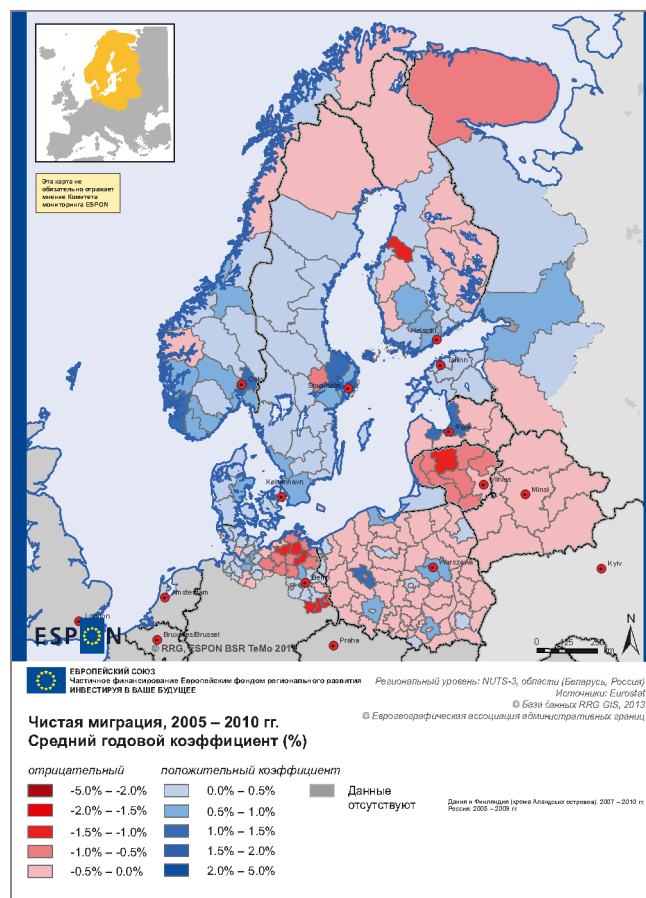 Эта карта не
обязательно отражает
мнение Комитета
мониторинга ESPON
Helsinki
Tallinn
Oslo
Stockholm
Riga
København
Vilnius
Minsk
Warszawa
Berlin
Kyiv
Amsterdam
London
Bruxelles/Brussel
Praha
ESPON
© RRG, ESPON BSR TeMo 201
N
0 125 250 km
ЕВРОПЕЙСКИЙ СОЮЗ
Частичное финансирование Европейским фондом регионального развития
ИНВЕСТИРУЯ В ВАШЕ БУДУЩЕЕ
Региональный уровень: NUTS-3, области (Беларусь, Россия)
Источники: Eurostat
© База данных RRG GIS, 2013
© Еврогеографическая ассоциация административных границ
Чистая миграция, 2005 – 2010 гг.
Средний годовой коэффициент (%)
отрицательный положительный коэффициент
-5.0% – -2.0% 0.0% – 0.5% Данные отсутствуют
-2.0% – -1.5% 0.5% – 1.0%
-1.5% – -1.0% 1.0% – 1.5%
-1.0% – -0.5% 1.5% – 2.0%
-0.5% – 0.0% 2.0% – 5.0%
Дания и Финляндия (кроме Аландских островов): 2007 – 2010 гг.
Россия: 2005 – 2009 гг.